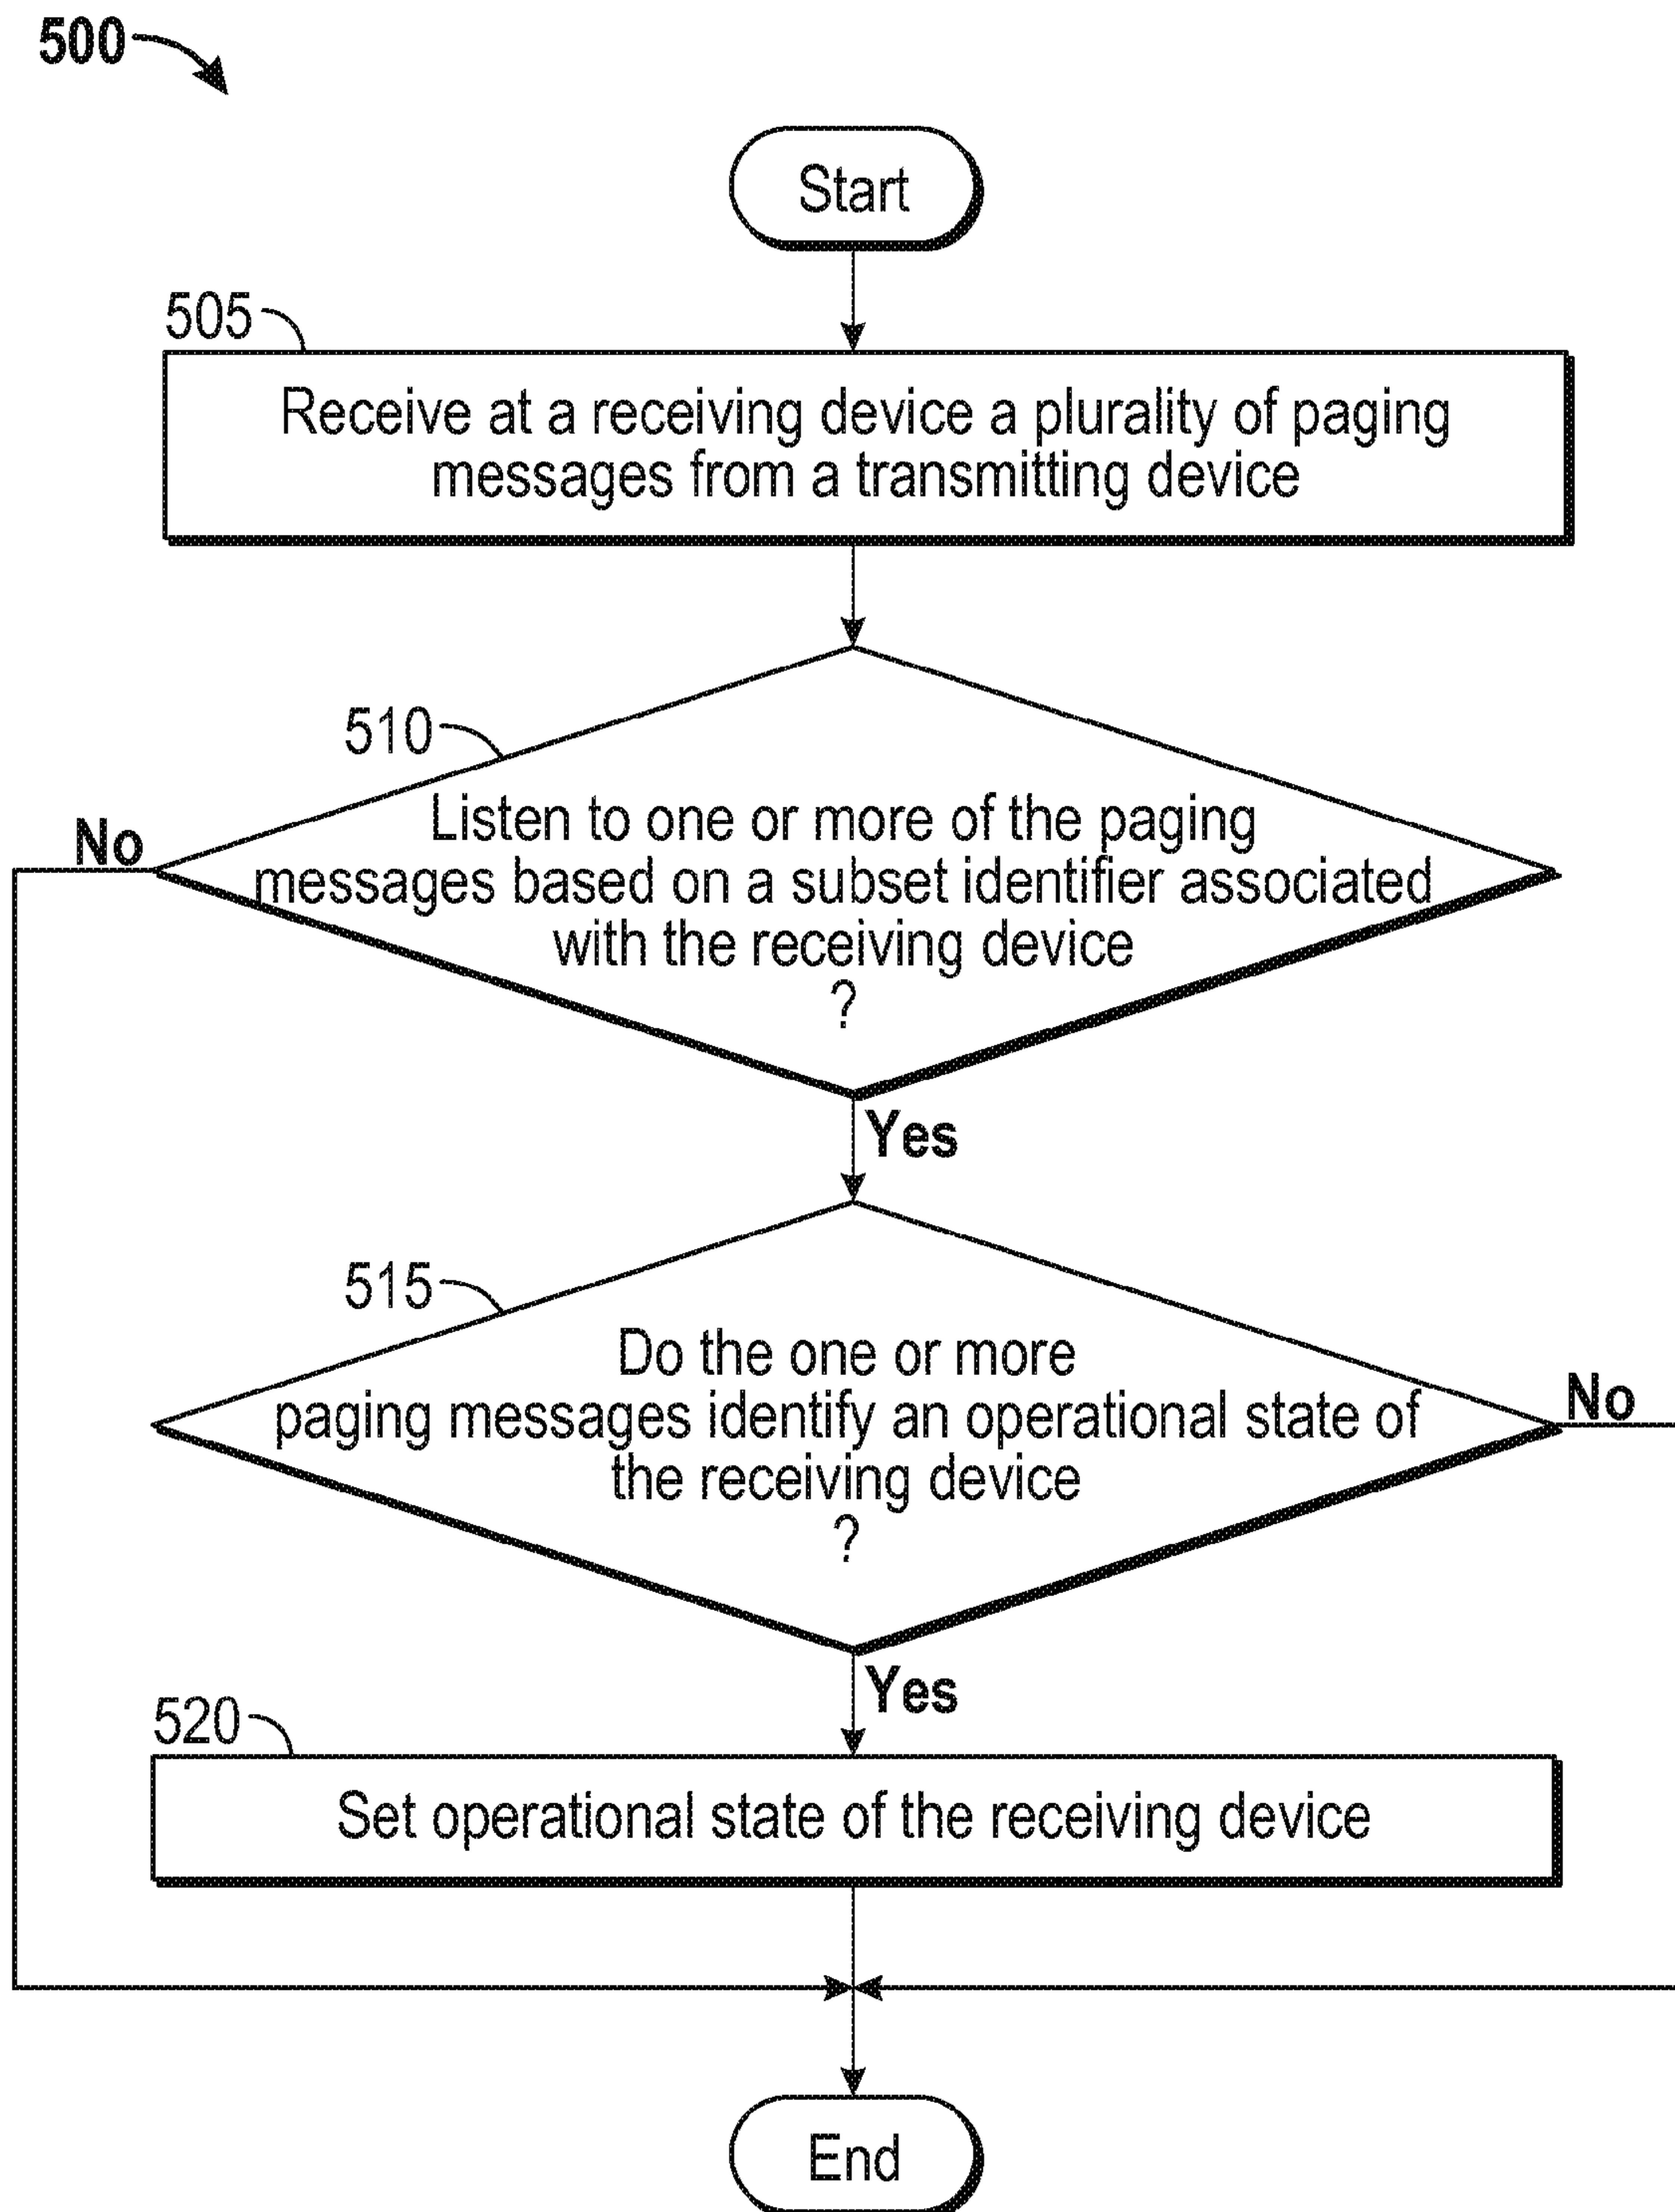 500
Start
505
Receive at a receiving device a plurality of paging
messages from a transmitting device
510
Listen to one or more of the paging
No
messages based on a subset identifier associated
with the receiving device
?
Yes
515
Do the one or more
paging messages identify an operational state of
No
the receiving device
?
Yes
520
Set operational state of the receiving device
End